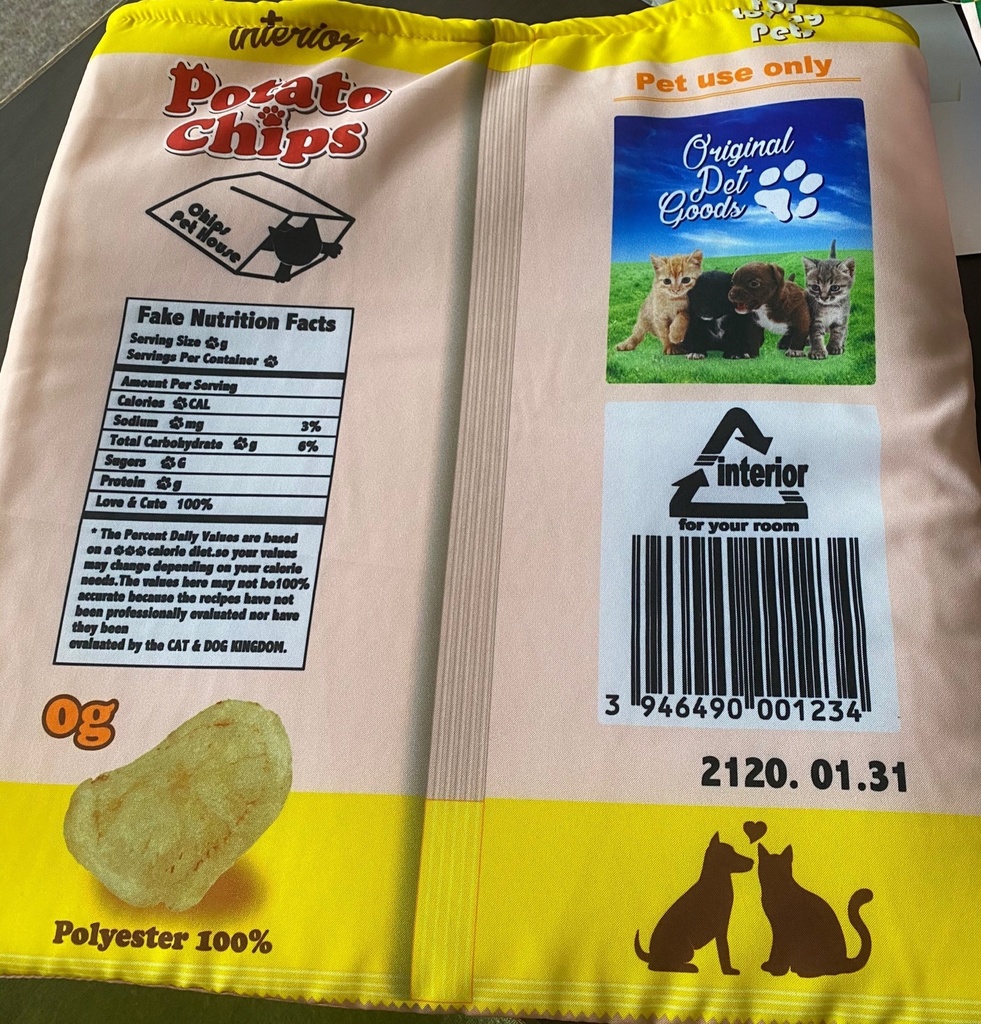 +
interior
Potato
Chips
Chips
Pet House
Fake Nutrition Facts
Serving Size g
Servings Per Container
Amount Per Serving
Calories CAL
Sodium mg 3%
Total Carbohydrate g 6%
Sugers G
Protein g
Love & Cute 100%
* The Percent Daily Values are based
on a calorie diet.so your values
may change depending on your calorie
needs.The values here may not be100%
accurate because the recipes have not
been professionally evaluated nor have
they been
evaluated by the CAT & DOG KINGDOM.
0g
Polyester 100%
For
Pets
Pet use only
Original
Pet
Goods
interior
for your room
3 946490 001234
2120. 01.31